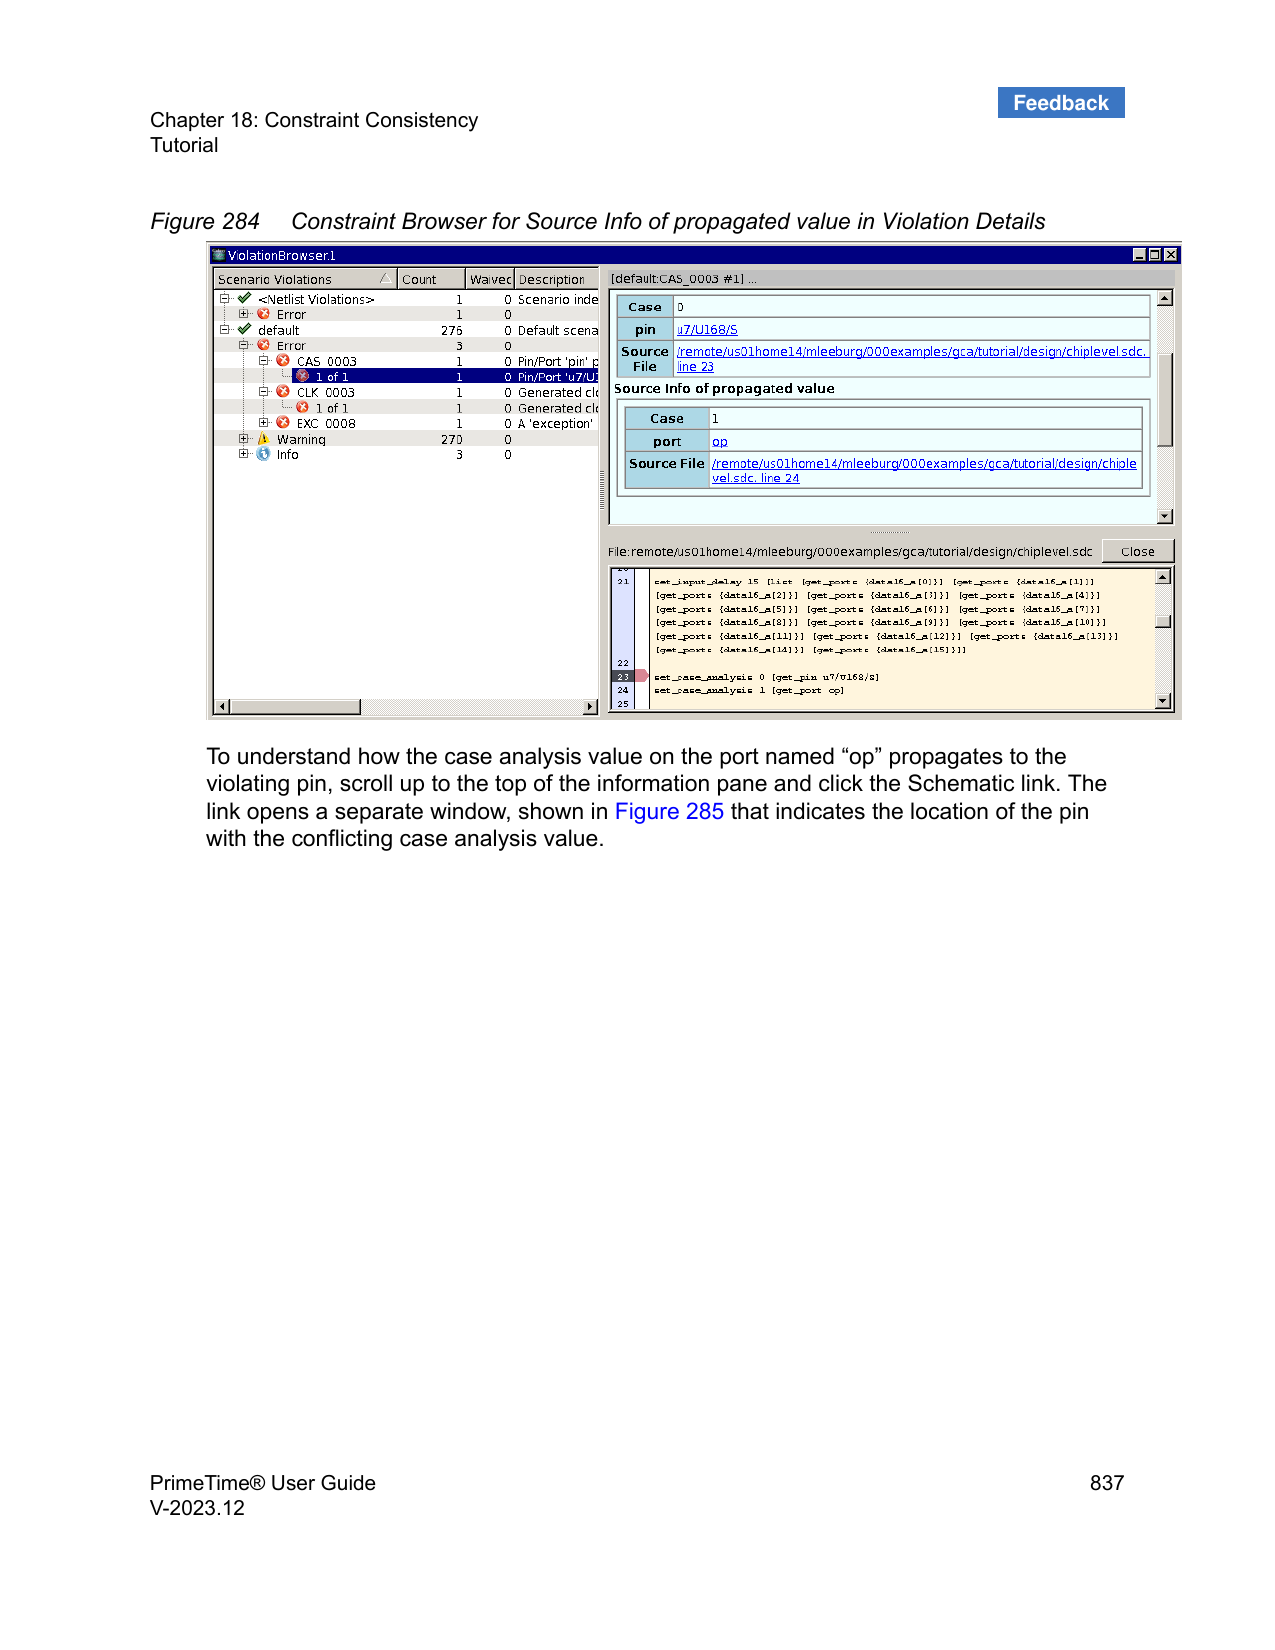 Feedback
Chapter 18: Constraint Consistency
Tutorial
Figure 284 Constraint Browser for Source Info of propagated value in Violation Details
ViolationBrowser.1
Scenario Violations Count Waived Description
<Netlist Violations> 1 0 Scenario inde
Error 1 0
default 276 0 Default scena
Error 3 0
CAS_0003 1 0 Pin/Port 'pin' p
1 of 1 1 0 Pin/Port 'u7/U1
CLK_0003 1 0 Generated clo
1 of 1 1 0 Generated clo
EXC_0008 1 0 A 'exception'
Warning 270 0
Info 3 0
[default:CAS_0003 #1] ...
Case 0
pin u7/U168/S
Source File /remote/us01home14/mleeburg/000examples/gca/tutorial/design/chiplevel.sdc,
line 23
Source Info of propagated value
Case 1
port op
Source File /remote/us01home14/mleeburg/000examples/gca/tutorial/design/chiple
vel.sdc, line 24
File:remote/us01home14/mleeburg/000examples/gca/tutorial/design/chiplevel.sdc Close
21 set_input_delay 15 [list [get_ports {data16_a[0]}] [get_ports {data16_a[1]}]
[get_ports {data16_a[2]}] [get_ports {data16_a[3]}] [get_ports {data16_a[4]}]
[get_ports {data16_a[5]}] [get_ports {data16_a[6]}] [get_ports {data16_a[7]}]
[get_ports {data16_a[8]}] [get_ports {data16_a[9]}] [get_ports {data16_a[10]}]
[get_ports {data16_a[11]}] [get_ports {data16_a[12]}] [get_ports {data16_a[13]}]
[get_ports {data16_a[14]}] [get_ports {data16_a[15]}]]
22
23 set_case_analysis 0 [get_pin u7/U168/S]
24 set_case_analysis 1 [get_port op]
25
To understand how the case analysis value on the port named “op” propagates to the
violating pin, scroll up to the top of the information pane and click the Schematic link. The
link opens a separate window, shown in Figure 285 that indicates the location of the pin
with the conflicting case analysis value.
PrimeTime® User Guide 837
V-2023.12